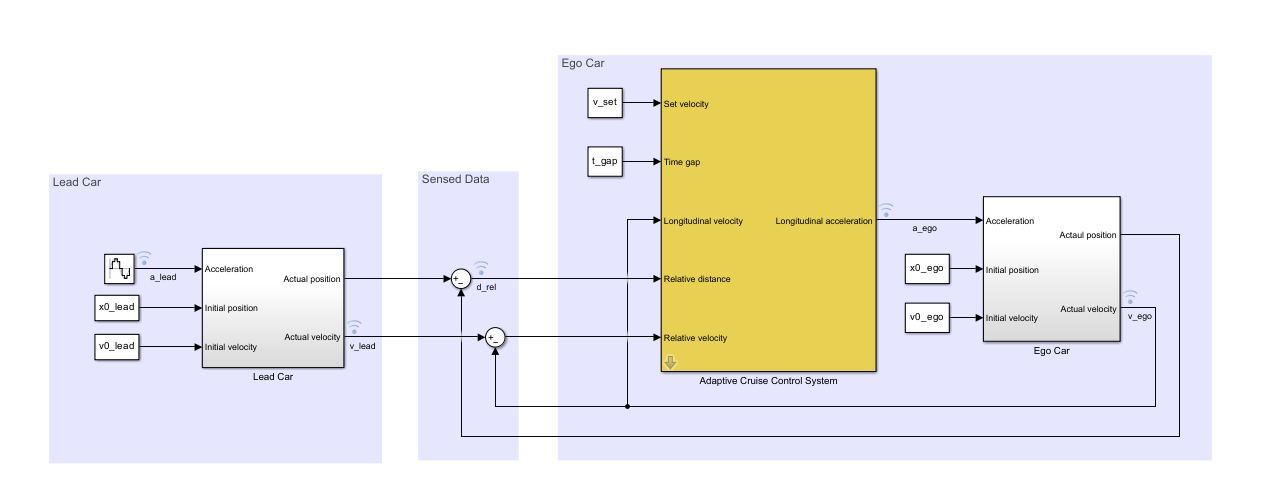 Ego Car
v_set
Set velocity
t_gap
Time gap
Lead Car
Sensed Data
Longitudinal velocity
Longitudinal acceleration
a_ego
Acceleration
Actaul position
a_lead
Acceleration
Actual position
+_
d_rel
Relative distance
x0_ego
Initial position
x0_lead
Initial position
v0_ego
Initial velocity
Actual velocity
v_ego
v0_lead
Initial velocity
Actual velocity
v_lead
+_
Relative velocity
Ego Car
Lead Car
Adaptive Cruise Control System